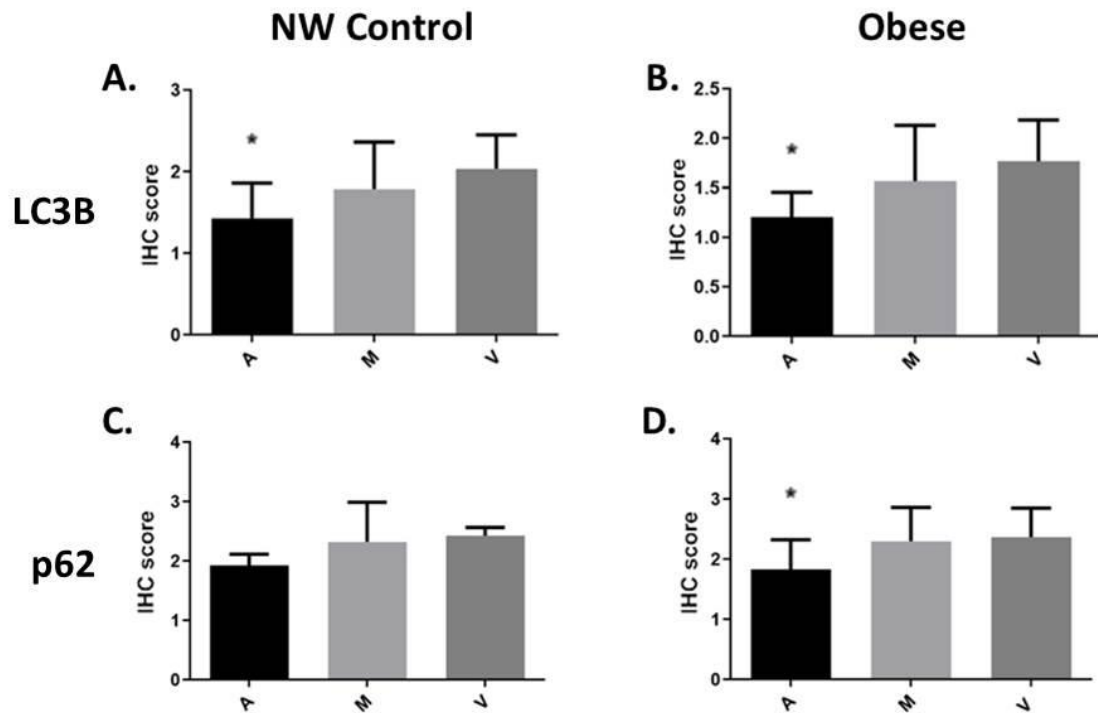 NW Control
Obese
A.
3
2
1
0
IHC score
*
A
M
V
B.
2.5
2.0
1.5
1.0
0.5
0.0
IHC score
*
A
M
V
LC3B
C.
4
3
2
1
0
IHC score
A
M
V
D.
4
3
2
1
0
IHC score
*
A
M
V
p62